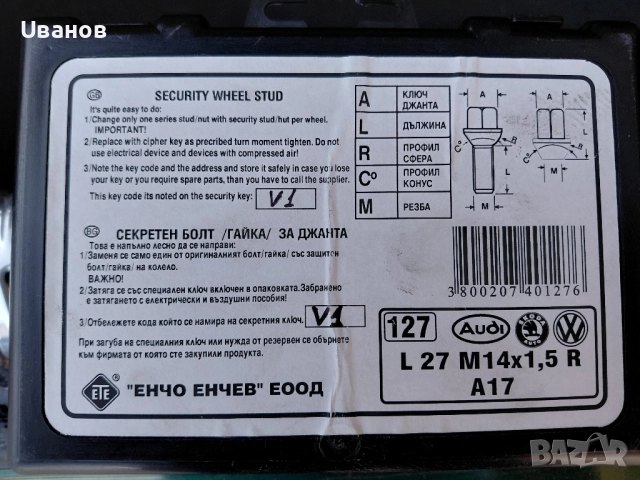 Уванов
GB SECURITY WHEEL STUD
It's quite easy to do:
1/Change only one series stud/nut with security stud/hut per wheel.
IMPORTANT!
2/Replace with cipher key as precribed turn moment tighten. Do not
use electrical device and devices with compressed air!
3/Note the key code and the address and store it safely in case you lose
your key or you require spare parts, than you have to call the supplier.
This key code its noted on the security key: V1
BG СЕКРЕТЕН БОЛТ /ГАЙКА/ ЗА ДЖАНТА
Това е напълно лесно да се направи:
1/Заменя се само един от оригиналният болт/гайка/ със защитен
болт/гайка/ на колело.
ВАЖНО!
2/Затяга се със специален ключ включен в опаковката. Забранено
е затягането с електрически и въздушни пособия!
3/Отбележете кода който се намира на секретния ключ. V1
При загуба на специалния ключ или нужда от резерен се обърнете
към фирмата от която сте закупили продукта.
ETE ® "ЕНЧО ЕНЧЕВ" ЕООД
A КЛЮЧ ДЖАНТА
L ДЪЛЖИНА
R ПРОФИЛ СФЕРА
C° ПРОФИЛ КОНУС
M РЕЗБА
A A
C° R L C° R L
M M
3 800207 401276
127 Audi SKODA AUTO VW
L 27 M14x1,5 R
A17
BAZAR